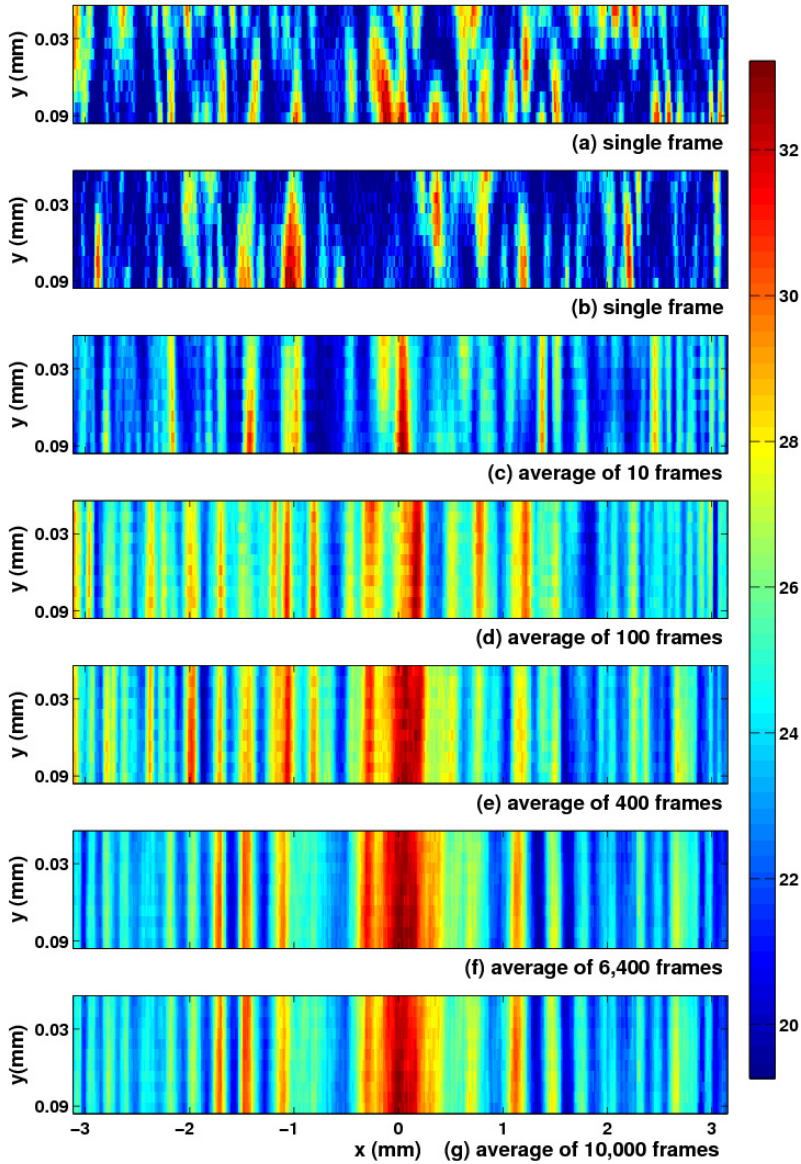 y (mm)
0.03
0.09
(a) single frame
y (mm)
0.03
0.09
(b) single frame
y (mm)
0.03
0.09
(c) average of 10 frames
y (mm)
0.03
0.09
(d) average of 100 frames
y (mm)
0.03
0.09
(e) average of 400 frames
y (mm)
0.03
0.09
(f) average of 6,400 frames
y(mm)
0.03
0.09
−3 −2 −1 0 1 2 3
x (mm) (g) average of 10,000 frames
32
30
28
26
24
22
20